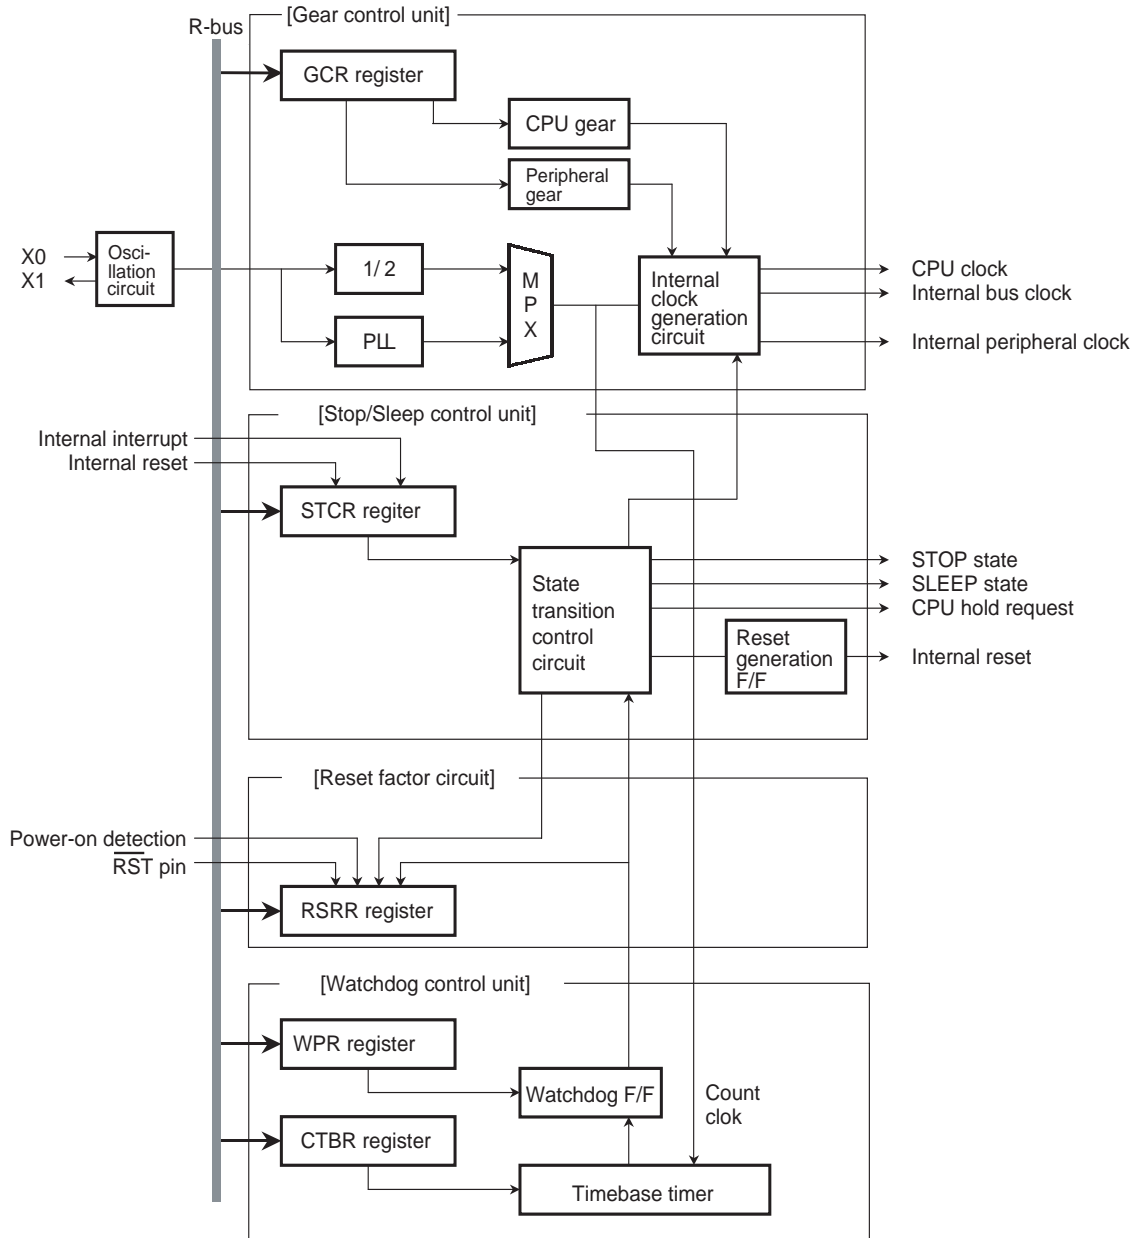 R-bus
[Gear control unit]
GCR register
CPU gear
Peripheral
gear
X0
X1
Osci-
llation
circuit
1/2
PLL
M
P
X
Internal
clock
generation
circuit
CPU clock
Internal bus clock
Internal peripheral clock
[Stop/Sleep control unit]
Internal interrupt
Internal reset
STCR regiter
State
transition
control
circuit
STOP state
SLEEP state
CPU hold request
Reset
generation
F/F
Internal reset
[Reset factor circuit]
Power-on detection
R̅S̅T̅ pin
RSRR register
[Watchdog control unit]
WPR register
Watchdog F/F
Count
clok
CTBR register
Timebase timer